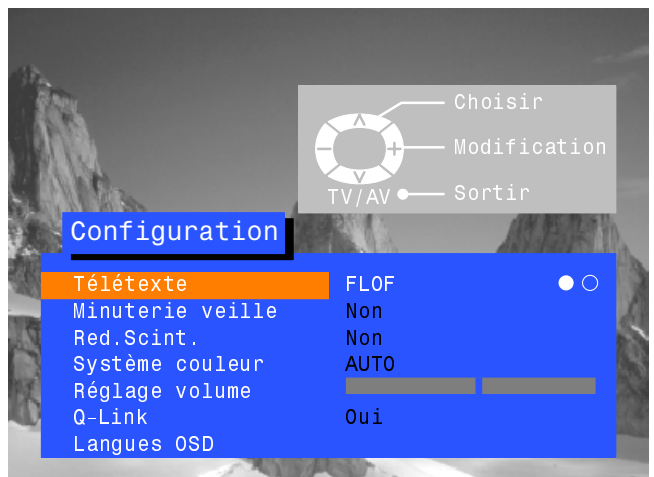 Choisir
Modification
TV/AV Sortir
Configuration
Télétexte FLOF
Minuterie veille Non
Red.Scint. Non
Système couleur AUTO
Réglage volume
Q-Link Oui
Langues OSD